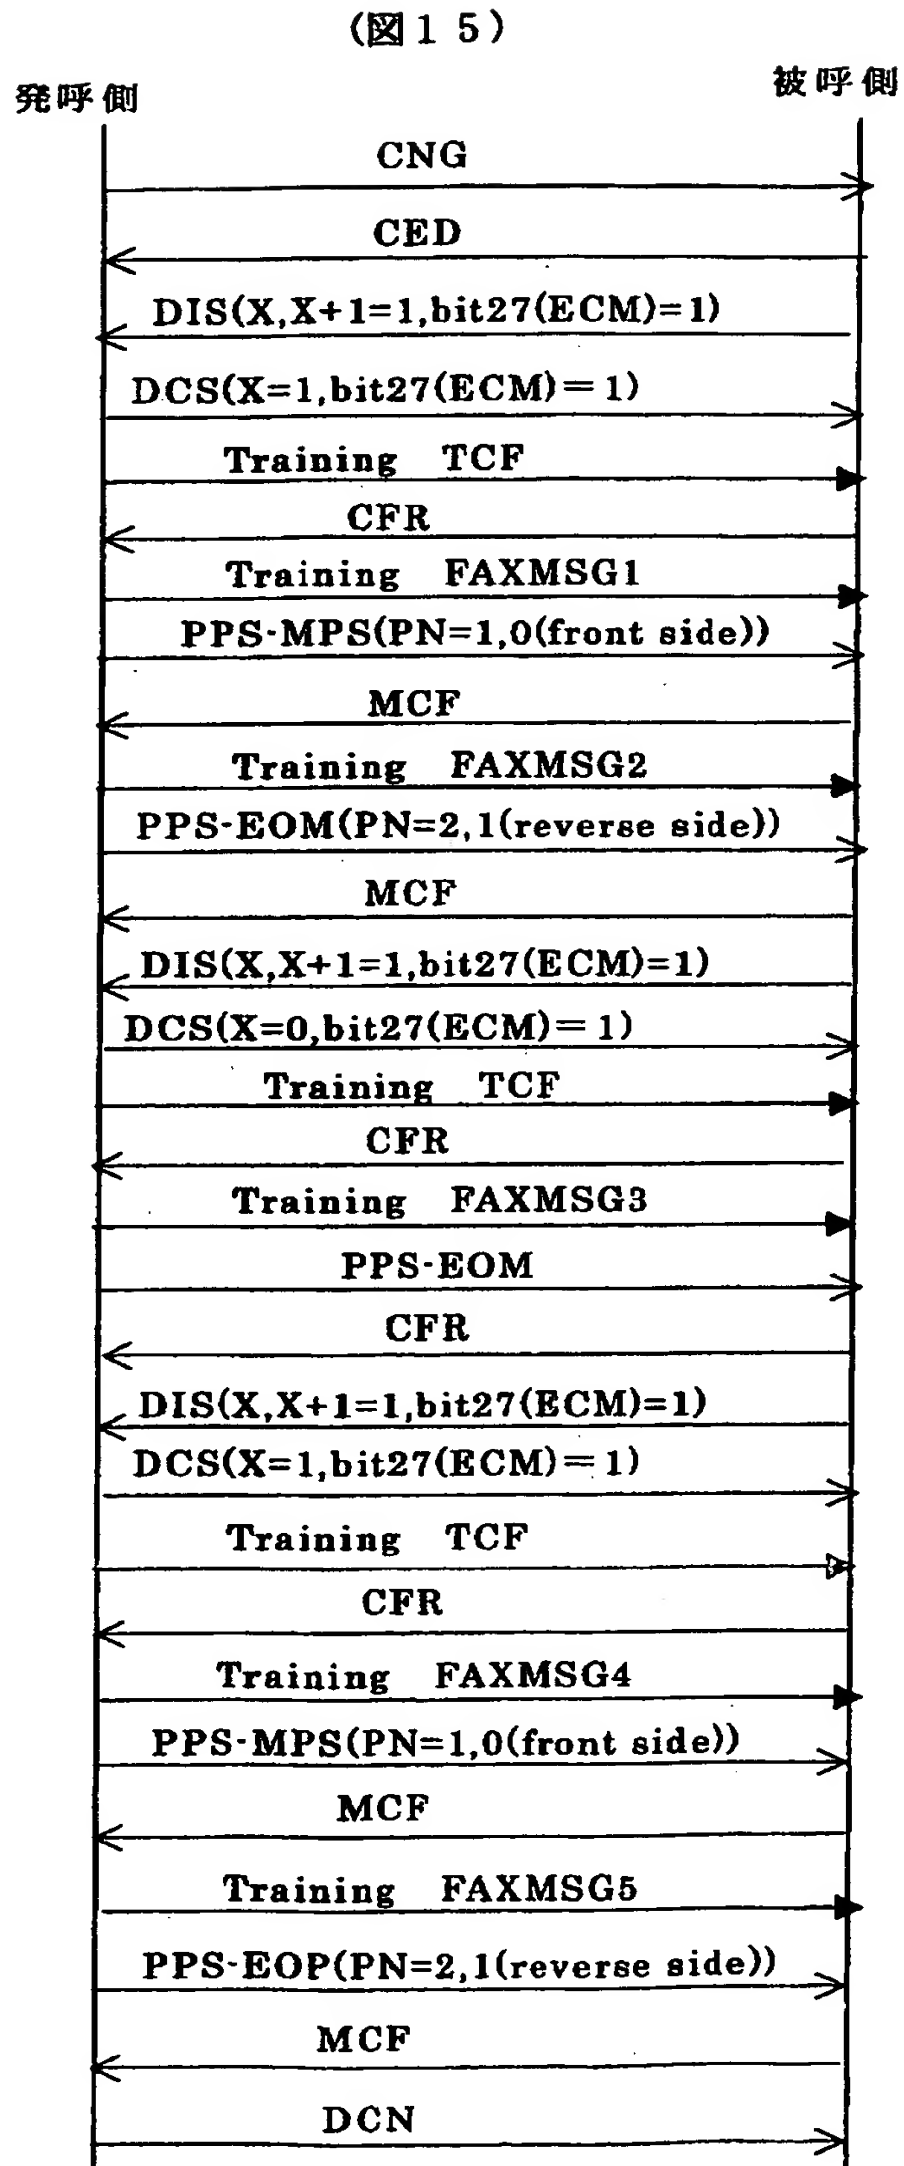 (図１５)
発呼側
被呼側
CNG
CED
DIS(X,X+1=1,bit27(ECM)=1)
DCS(X=1,bit27(ECM)=1)
Training TCF
CFR
Training FAXMSG1
PPS-MPS(PN=1,0(front side))
MCF
Training FAXMSG2
PPS-EOM(PN=2,1(reverse side))
MCF
DIS(X,X+1=1,bit27(ECM)=1)
DCS(X=0,bit27(ECM)=1)
Training TCF
CFR
Training FAXMSG3
PPS-EOM
CFR
DIS(X,X+1=1,bit27(ECM)=1)
DCS(X=1,bit27(ECM)=1)
Training TCF
CFR
Training FAXMSG4
PPS-MPS(PN=1,0(front side))
MCF
Training FAXMSG5
PPS-EOP(PN=2,1(reverse side))
MCF
DCN